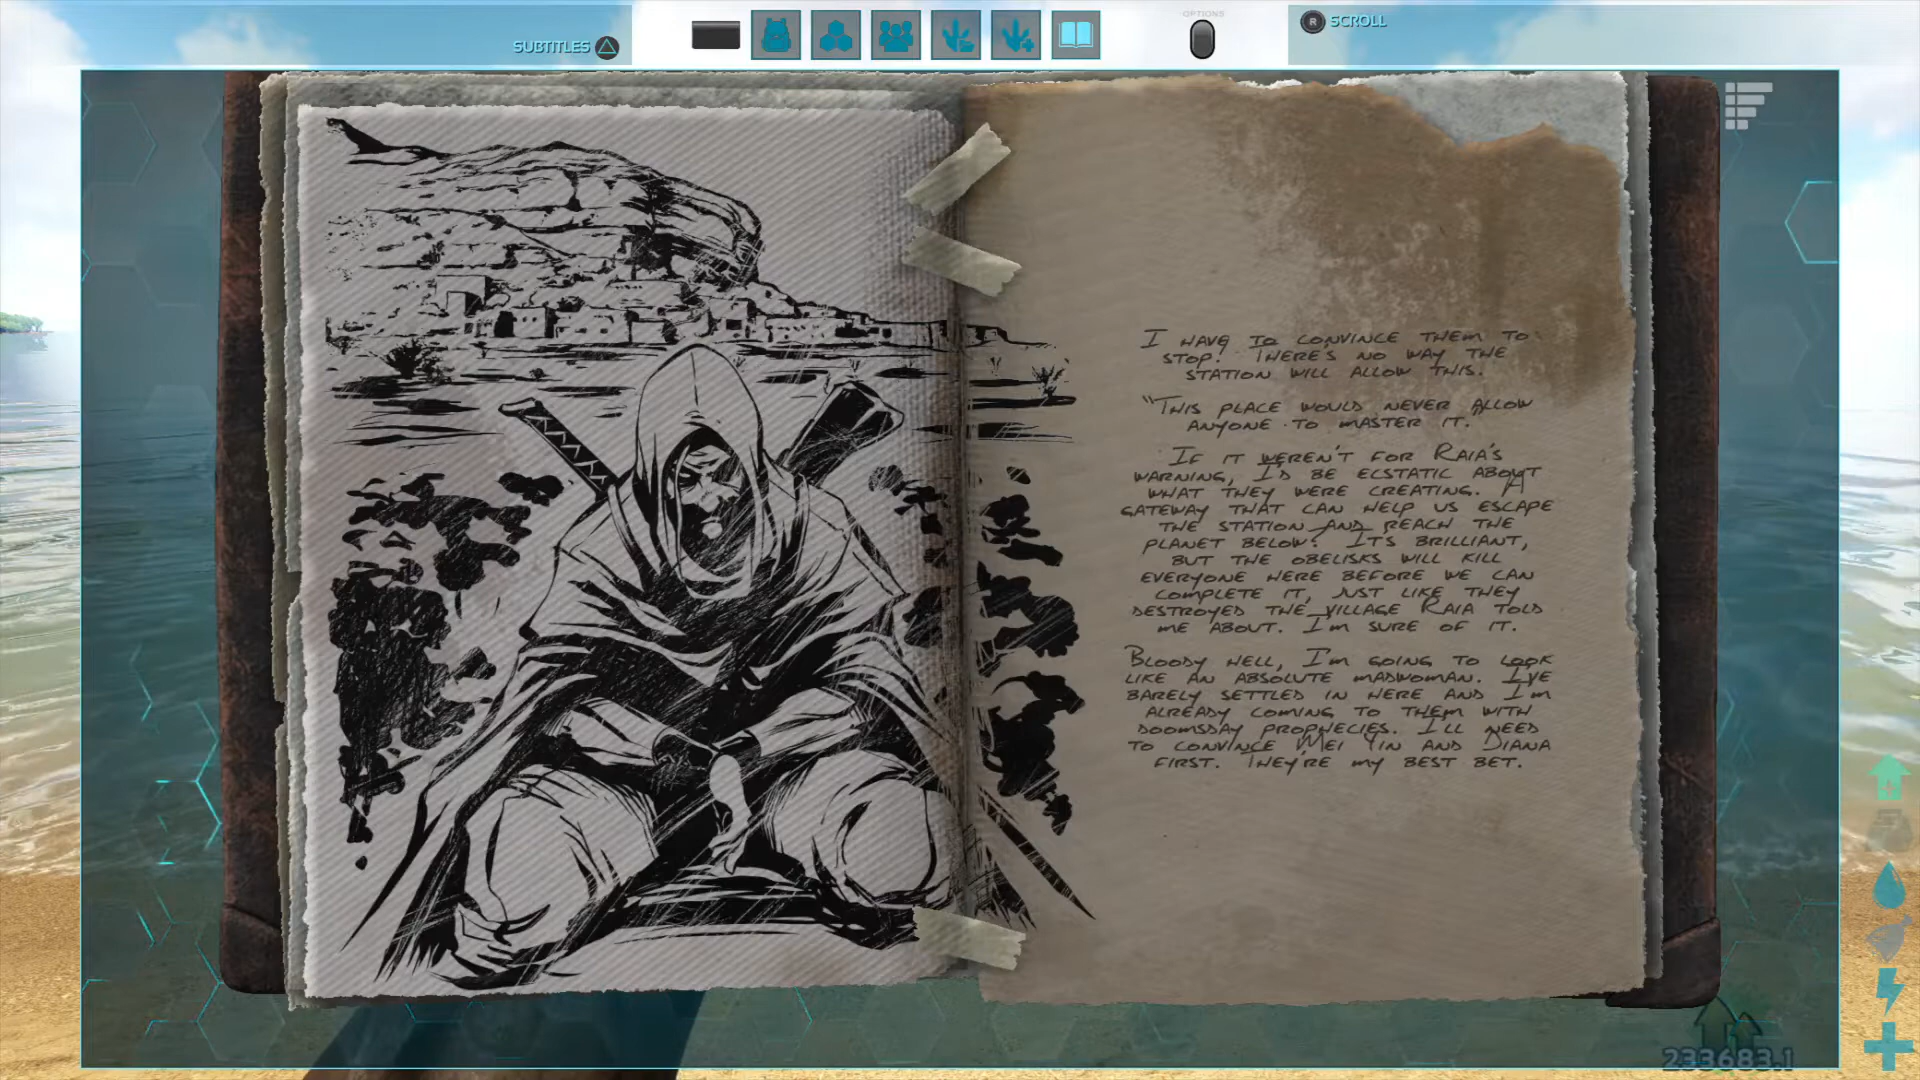 OPTIONS
SUBTITLES
R SCROLL
I HAVE TO CONVINCE THEM TO
STOP! THERE'S NO WAY THE
STATION WILL ALLOW THIS.
"THIS PLACE WOULD NEVER ALLOW
ANYONE TO MASTER IT.
IF IT WEREN'T FOR RAIA'S
WARNING, I'D BE ECSTATIC ABOUT
WHAT THEY WERE CREATING. A
GATEWAY THAT CAN HELP US ESCAPE
THE STATION AND REACH THE
PLANET BELOW? IT'S BRILLIANT,
BUT THE OBELISKS WILL KILL
EVERYONE HERE BEFORE WE CAN
COMPLETE IT, JUST LIKE THEY
DESTROYED THE VILLAGE RAIA TOLD
ME ABOUT. I'M SURE OF IT.
BLOODY HELL, I'M GOING TO LOOK
LIKE AN ABSOLUTE MADWOMAN. I'VE
BARELY SETTLED IN HERE AND I'M
ALREADY COMING TO THEM WITH
DOOMSDAY PROPHECIES. I'LL NEED
TO CONVINCE MEI YIN AND DIANA
FIRST. THEY'RE MY BEST BET.
233683.1